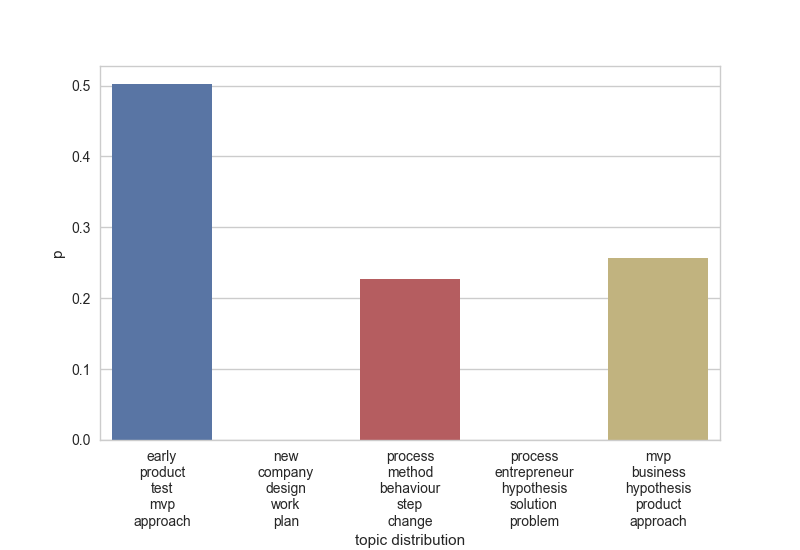 0.5
0.4
0.3
0.2
0.1
0.0
p
early
product
test
mvp
approach
new
company
design
work
plan
process
method
behaviour
step
change
process
entrepreneur
hypothesis
solution
problem
mvp
business
hypothesis
product
approach
topic distribution